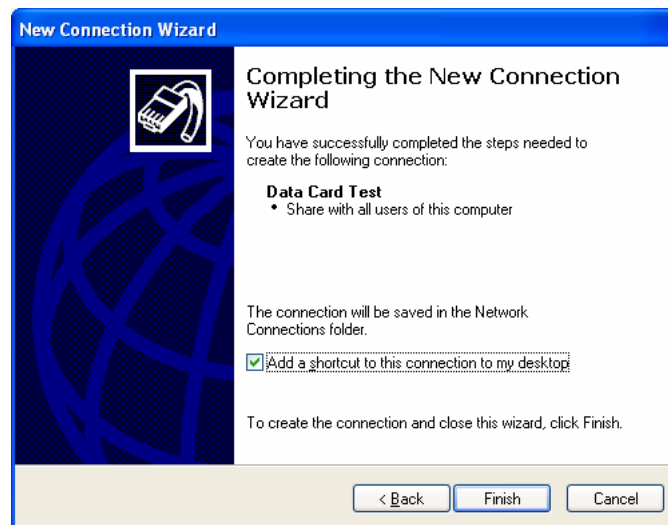 New Connection Wizard
Completing the New Connection
Wizard
You have successfully completed the steps needed to
create the following connection:
Data Card Test
• Share with all users of this computer
The connection will be saved in the Network
Connections folder.
Add a shortcut to this connection to my desktop
To create the connection and close this wizard, click Finish.
< Back Finish Cancel